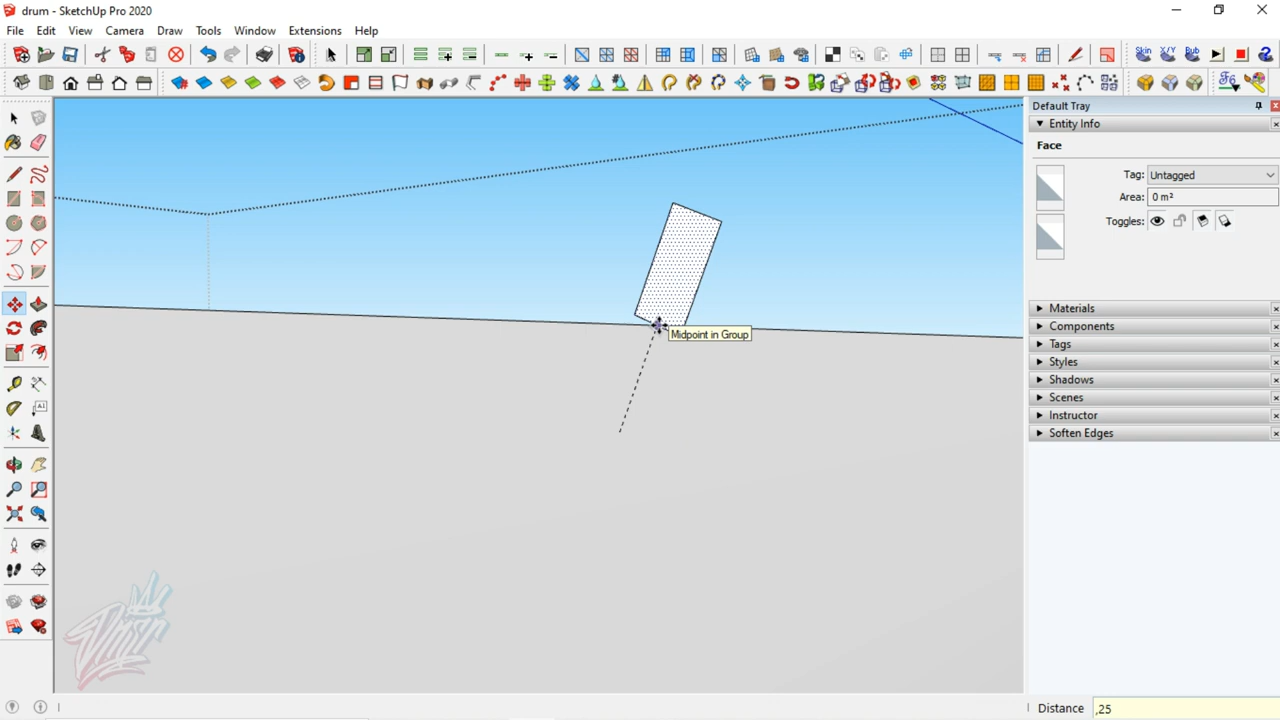 drum - SketchUp Pro 2020
File Edit View Camera Draw Tools Window Extensions Help
Skin X/Y Bub
Default Tray
Entity Info
Face
Tag: Untagged
Area: 0 m²
Toggles:
Midpoint in Group
Materials
Components
Tags
Styles
Shadows
Scenes
Instructor
Soften Edges
Distance ,25